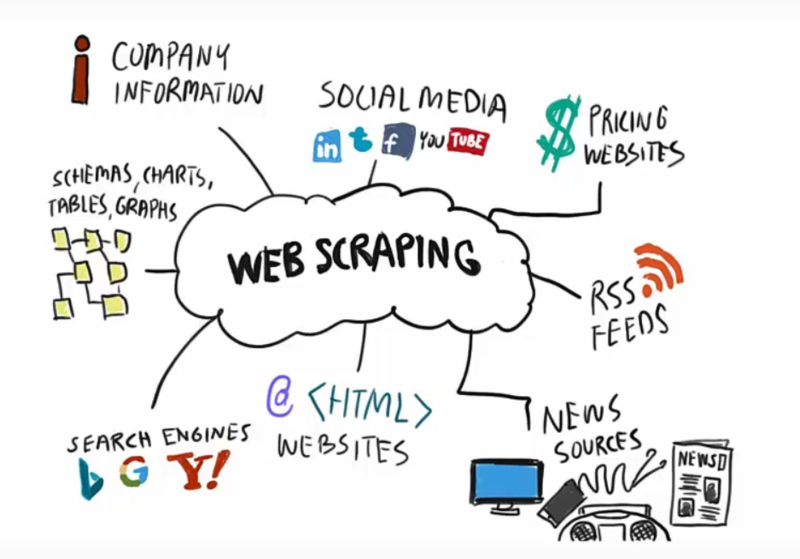 COMPANY
INFORMATION
SOCIAL MEDIA
in t f YOU TUBE
$ PRICING
WEBSITES
SCHEMAS, CHARTS,
TABLES, GRAPHS
WEB SCRAPING
RSS
FEEDS
@ <HTML>
WEBSITES
SEARCH ENGINES
b G Y!
NEWS
SOURCES
NEWS